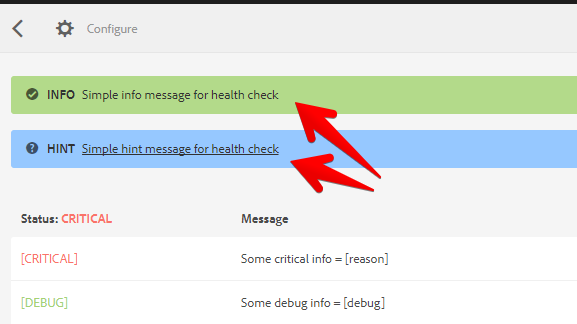 Configure
INFO Simple info message for health check
HINT Simple hint message for health check
Status: CRITICAL Message
[CRITICAL] Some critical info = [reason]
[DEBUG] Some debug info = [debug]